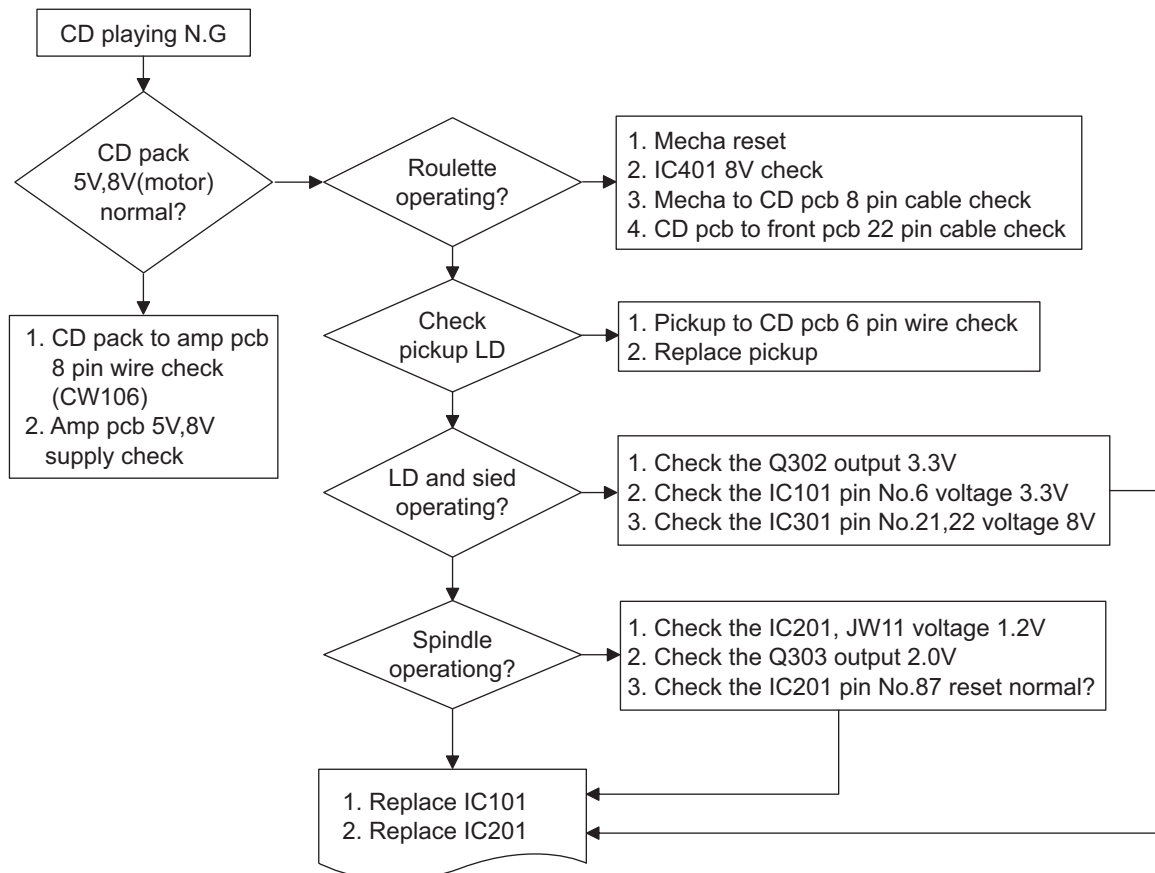 CD playing N.G
CD pack
5V,8V(motor)
normal?
1. CD pack to amp pcb
8 pin wire check
(CW106)
2. Amp pcb 5V,8V
supply check
Roulette
operating?
1. Mecha reset
2. IC401 8V check
3. Mecha to CD pcb 8 pin cable check
4. CD pcb to front pcb 22 pin cable check
Check
pickup LD
1. Pickup to CD pcb 6 pin wire check
2. Replace pickup
LD and sied
operating?
1. Check the Q302 output 3.3V
2. Check the IC101 pin No.6 voltage 3.3V
3. Check the IC301 pin No.21,22 voltage 8V
Spindle
operationg?
1. Check the IC201, JW11 voltage 1.2V
2. Check the Q303 output 2.0V
3. Check the IC201 pin No.87 reset normal?
1. Replace IC101
2. Replace IC201